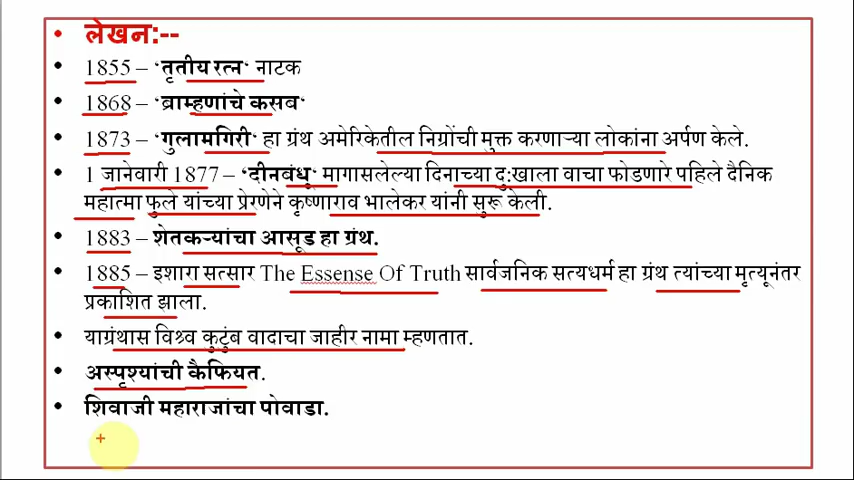 लेखन:--
1855 – 'तृतीय रत्न' नाटक
1868 – 'ब्राम्हणांचे कसब'
1873 – 'गुलामगिरी' हा ग्रंथ अमेरिकेतील निग्रोंची मुक्त करणाऱ्या लोकांना अर्पण केले.
1 जानेवारी 1877 – 'दीनबंधु' मागासलेल्या दिनाच्या दु:खाला वाचा फोडणारे पहिले दैनिक
महात्मा फुले यांच्या प्रेरणेने कृष्णाराव भालेकर यांनी सुरू केली.
1883 – शेतकऱ्यांचा आसूड हा ग्रंथ.
1885 – इशारा सत्सार The Essense Of Truth सार्वजनिक सत्यधर्म हा ग्रंथ त्यांच्या मृत्यूनंतर
प्रकाशित झाला.
याग्रंथास विश्र्व कुटुंब वादाचा जाहीर नामा म्हणतात.
अस्पृश्यांची कैफियत.
शिवाजी महाराजांचा पोवाडा.